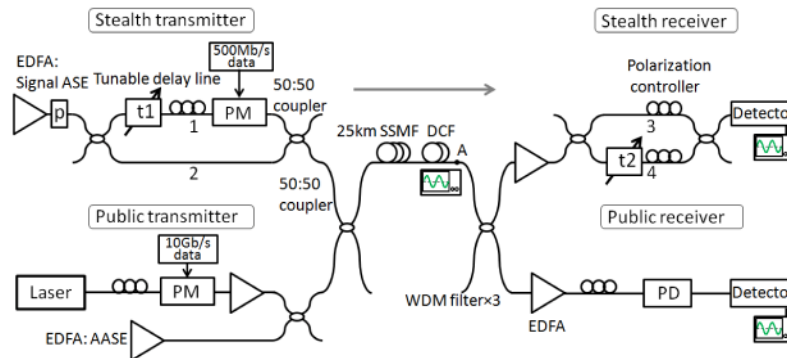 Stealth transmitter
Stealth receiver
EDFA:
Signal ASE
500Mb/s
data
Tunable delay line
50:50
coupler
Polarization
controller
p
t1
1
PM
2
25km SSMF
DCF
A
3
t2
4
Detecto
50:50
coupler
Public transmitter
Public receiver
10Gb/s
data
Laser
PM
WDM filter×3
EDFA
PD
Detecto
EDFA: AASE